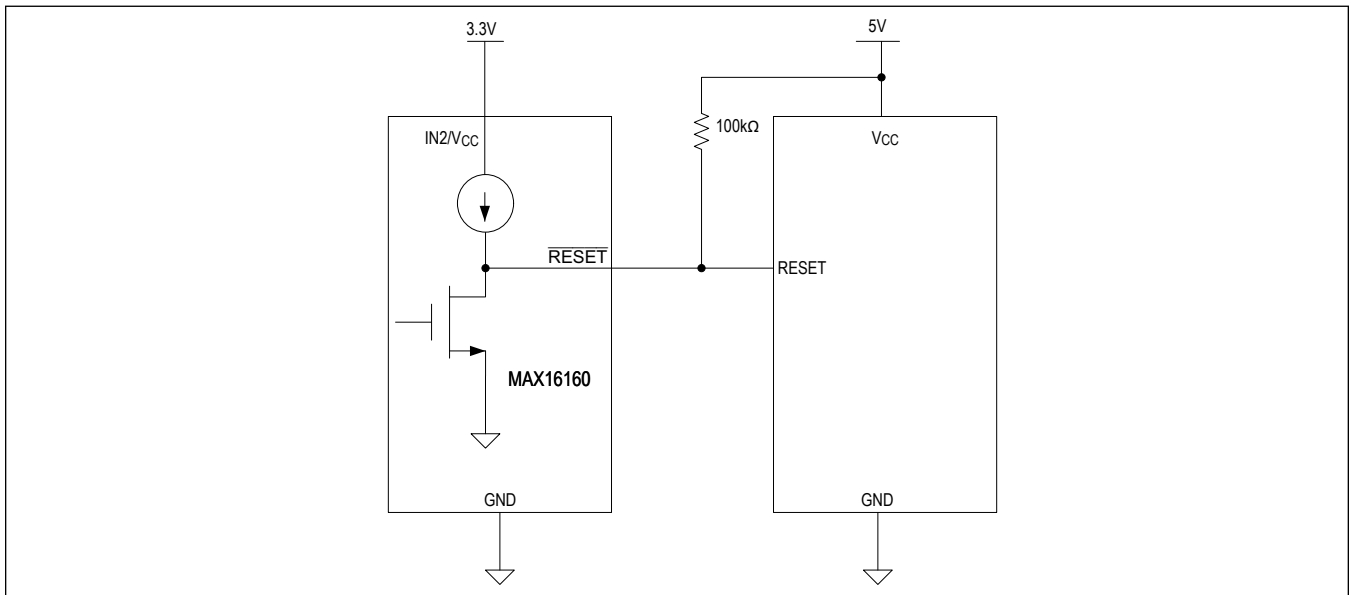 3.3V
5V
100kΩ
IN2/VCC
VCC
RESET
RESET
MAX16160
GND
GND